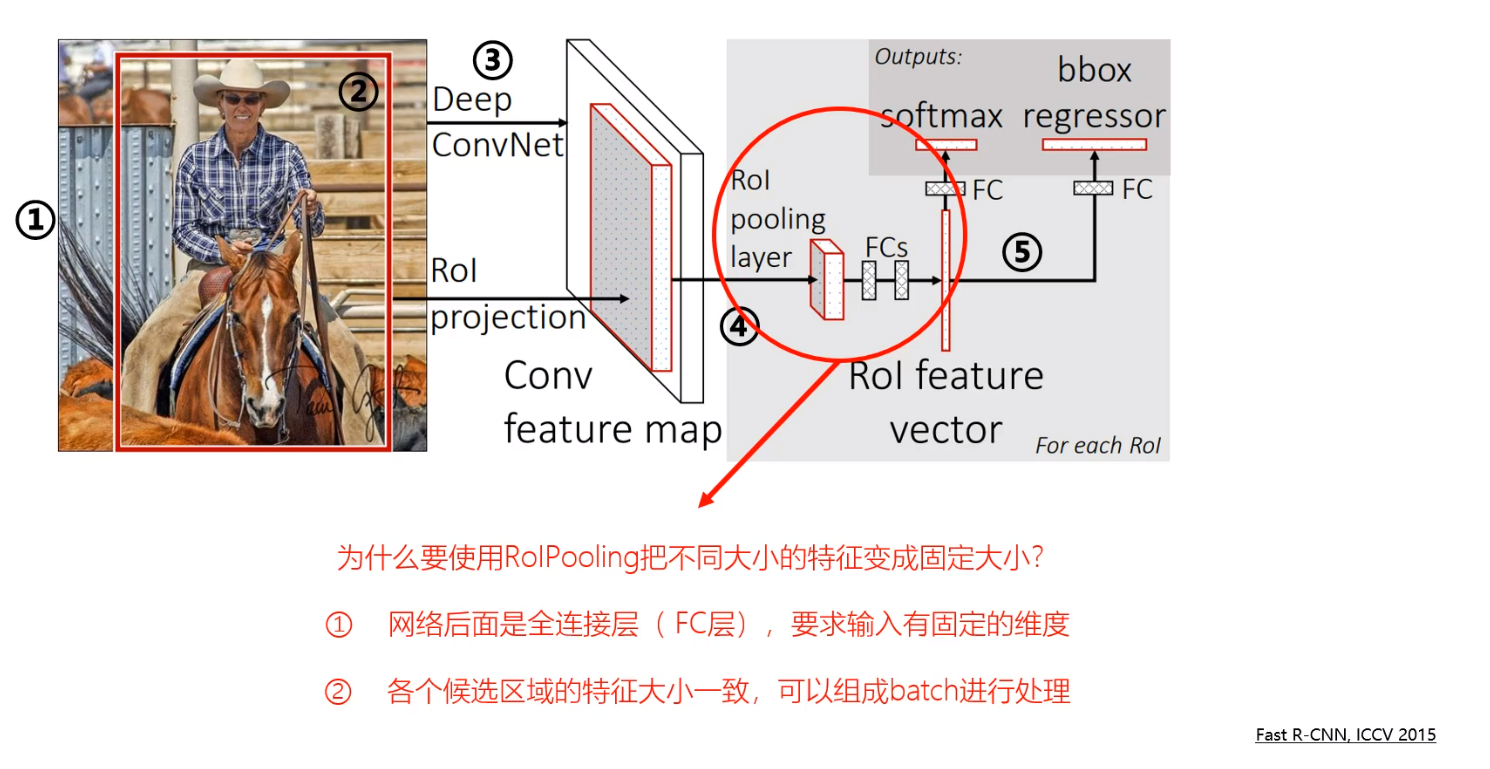 ①
②
③
Deep
ConvNet
RoI
projection
Conv
feature map
④
RoI
pooling
layer
FCs
Outputs:
softmax
bbox
regressor
FC
FC
⑤
RoI feature
vector
For each RoI
为什么要使用RoIPooling把不同大小的特征变成固定大小?
① 网络后面是全连接层（ FC层）, 要求输入有固定的维度
② 各个候选区域的特征大小一致, 可以组成batch进行处理
Fast R-CNN, ICCV 2015